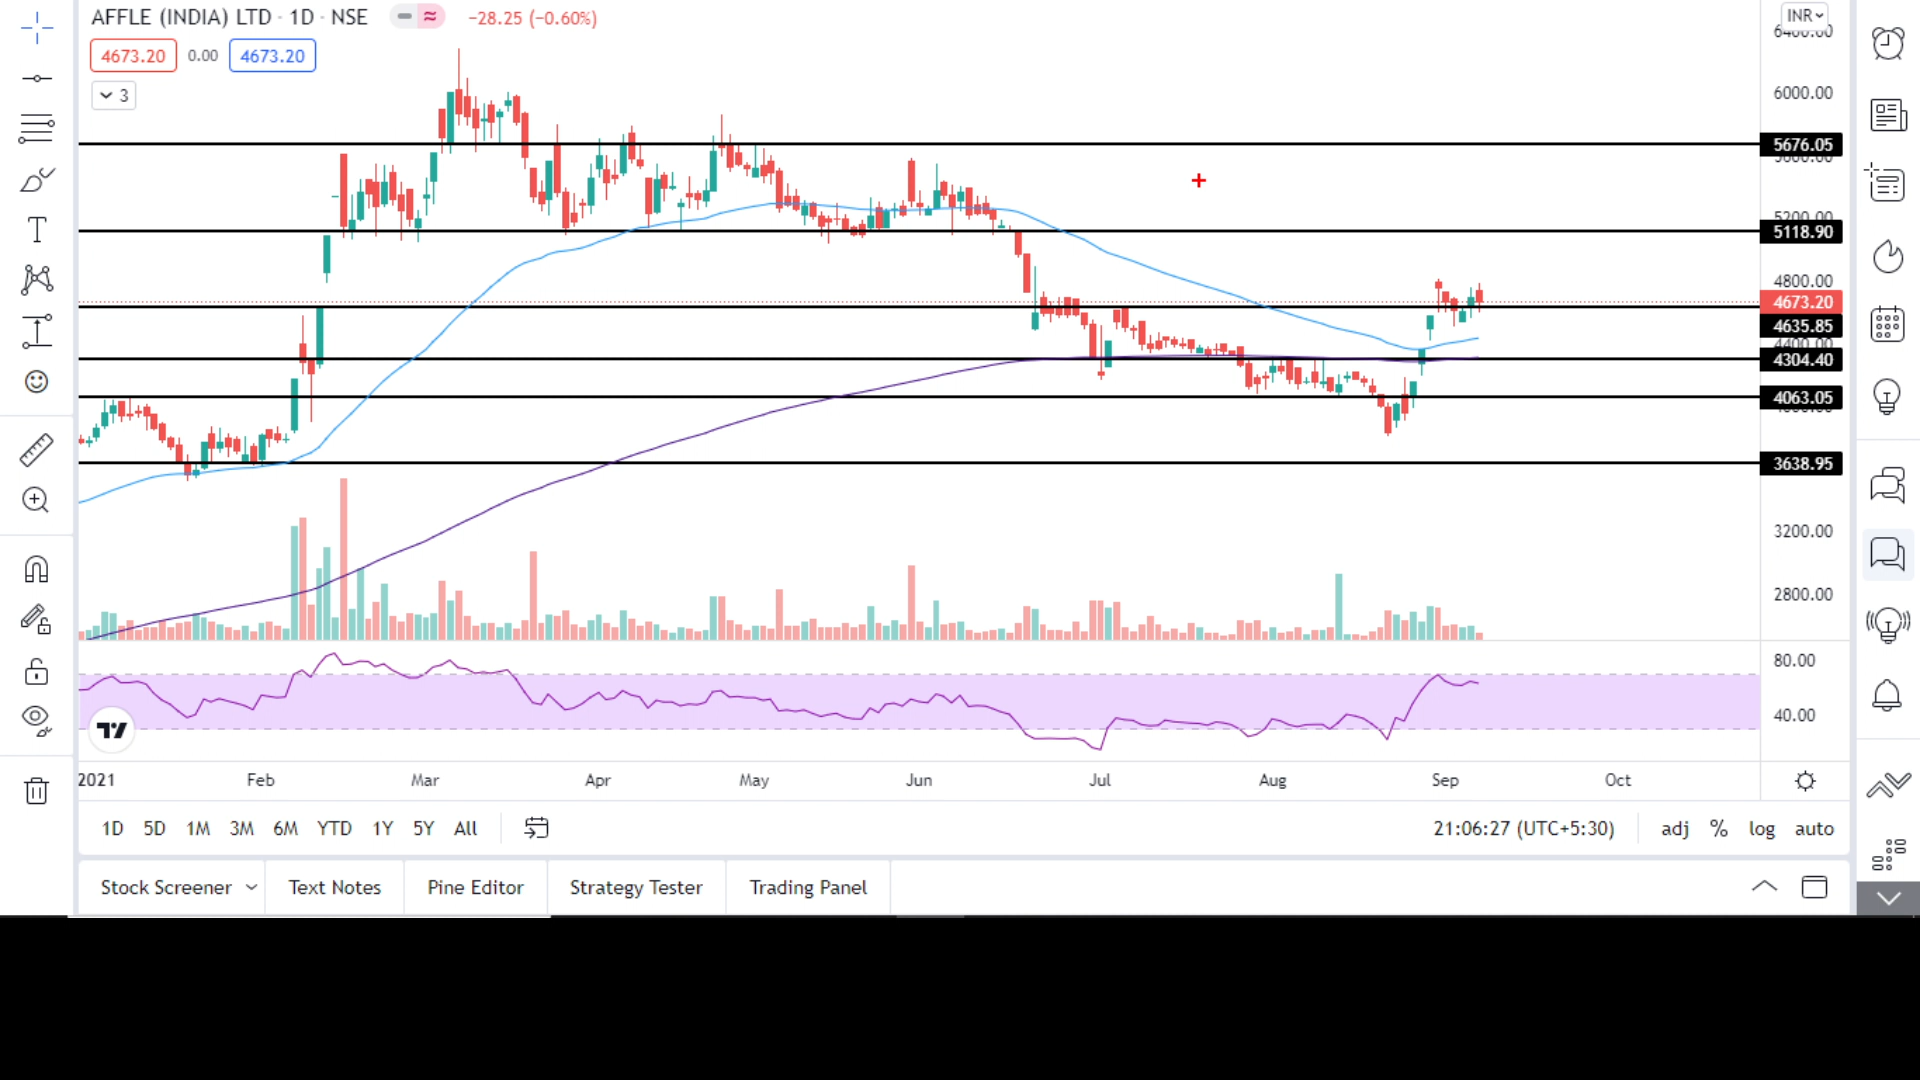 AFFLE (INDIA) LTD · 1D · NSE −28.25 (−0.60%)
INR
4673.20 0.00 4673.20
3
6000.00
5676.05
5200.00
5118.90
4800.00
4673.20
4635.85
4400.00
4304.40
4063.05
3638.95
3200.00
2800.00
80.00
40.00
2021 Feb Mar Apr May Jun Jul Aug Sep Oct
1D 5D 1M 3M 6M YTD 1Y 5Y All 21:06:27 (UTC+5:30) adj % log auto
Stock Screener Text Notes Pine Editor Strategy Tester Trading Panel